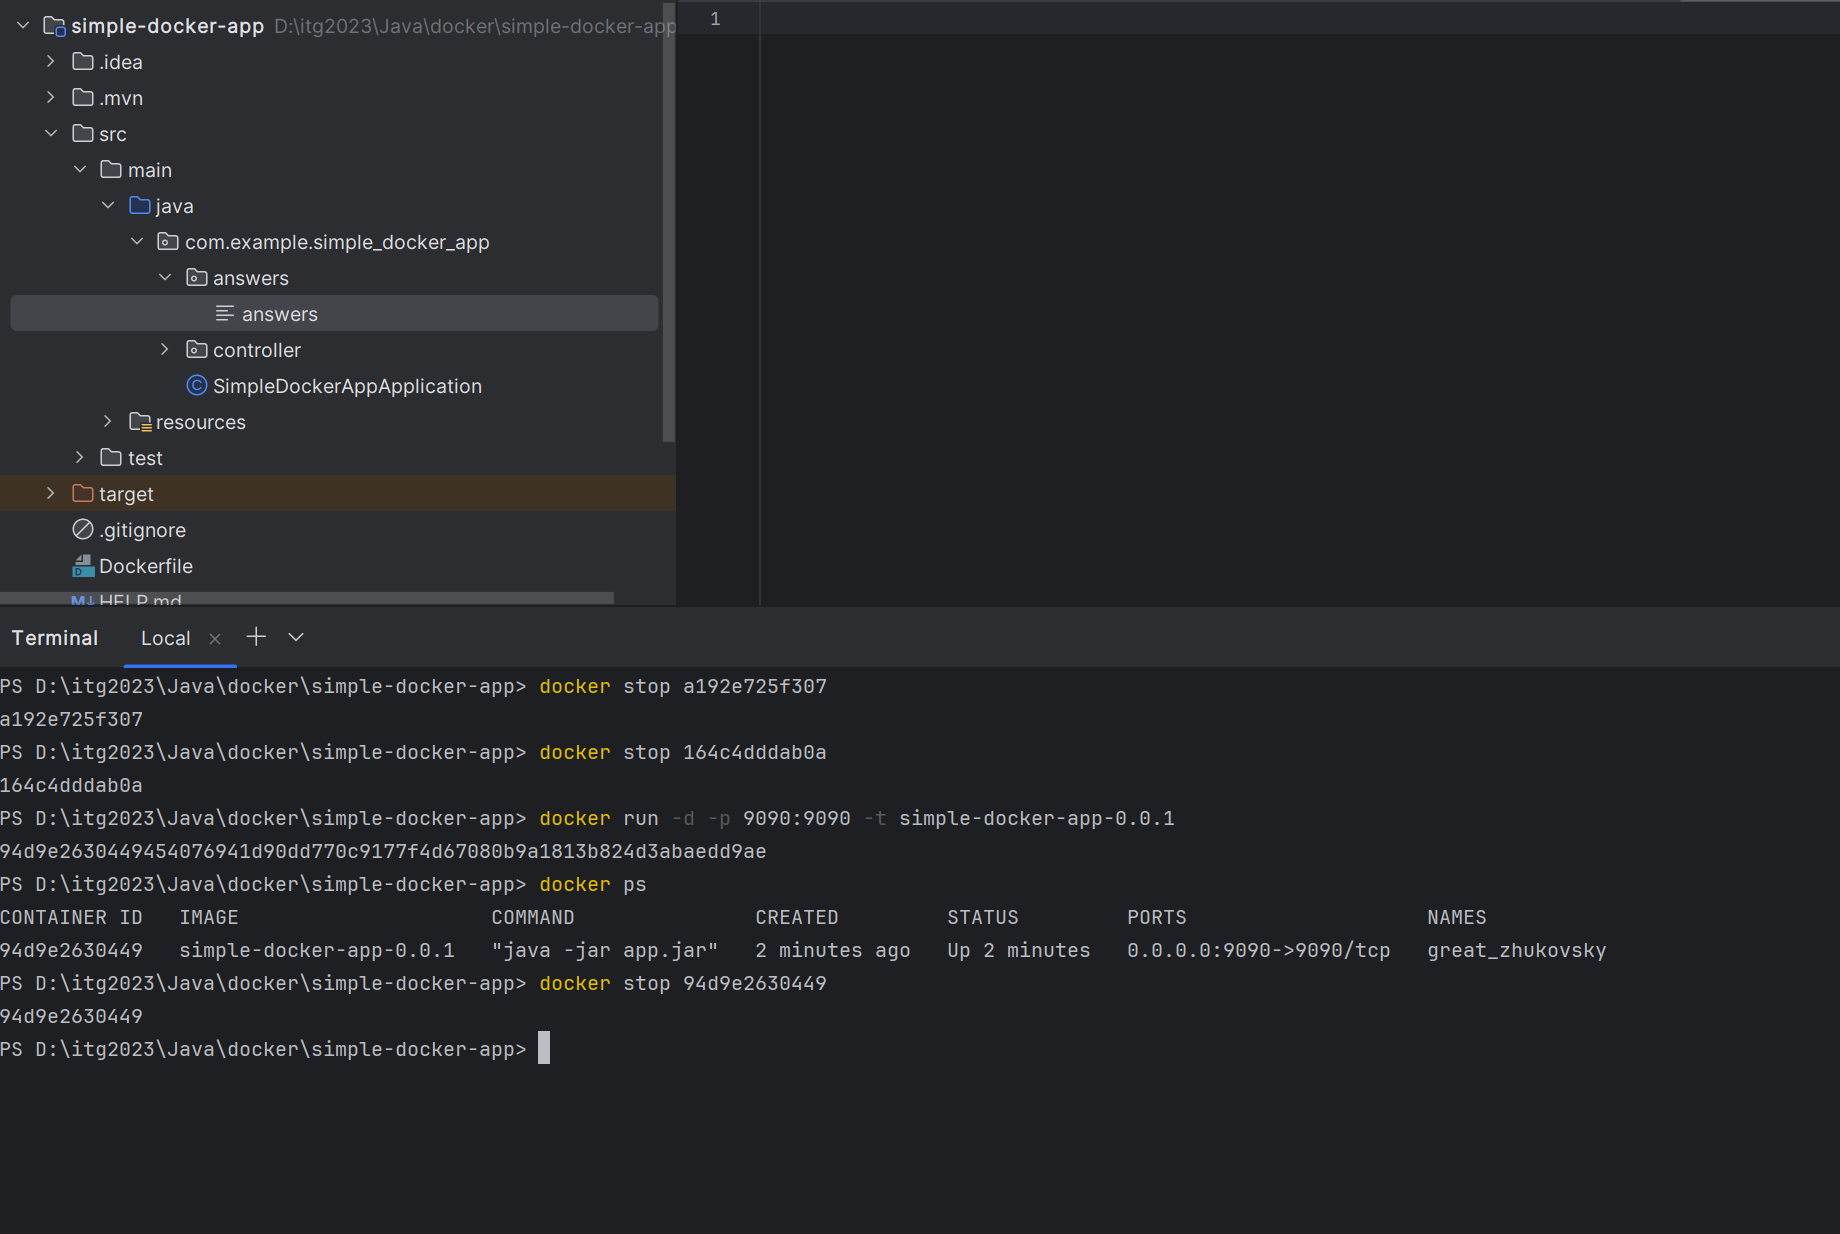 simple-docker-app D:\itg2023\Java\docker\simple-docker-app
.idea
.mvn
src
main
java
com.example.simple_docker_app
answers
answers
controller
SimpleDockerAppApplication
resources
test
target
.gitignore
Dockerfile
HELP.md
1
Terminal Local
PS D:\itg2023\Java\docker\simple-docker-app> docker stop a192e725f307
a192e725f307
PS D:\itg2023\Java\docker\simple-docker-app> docker stop 164c4dddab0a
164c4dddab0a
PS D:\itg2023\Java\docker\simple-docker-app> docker run -d -p 9090:9090 -t simple-docker-app-0.0.1
94d9e2630449454076941d90dd770c9177f4d67080b9a1813b824d3abaedd9ae
PS D:\itg2023\Java\docker\simple-docker-app> docker ps
CONTAINER ID IMAGE COMMAND CREATED STATUS PORTS NAMES
94d9e2630449 simple-docker-app-0.0.1 "java -jar app.jar" 2 minutes ago Up 2 minutes 0.0.0.0:9090->9090/tcp great_zhukovsky
PS D:\itg2023\Java\docker\simple-docker-app> docker stop 94d9e2630449
94d9e2630449
PS D:\itg2023\Java\docker\simple-docker-app>